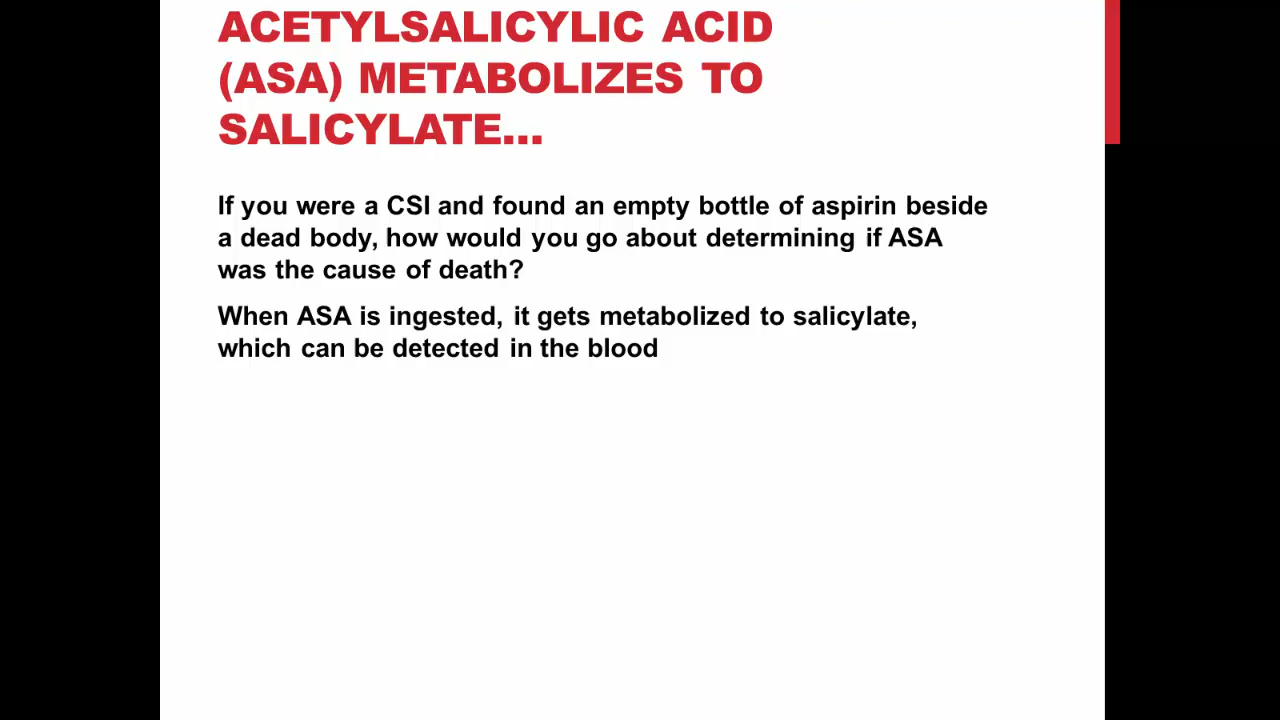 ACETYLSALICYLIC ACID
(ASA) METABOLIZES TO
SALICYLATE…
If you were a CSI and found an empty bottle of aspirin beside
a dead body, how would you go about determining if ASA
was the cause of death?
When ASA is ingested, it gets metabolized to salicylate,
which can be detected in the blood